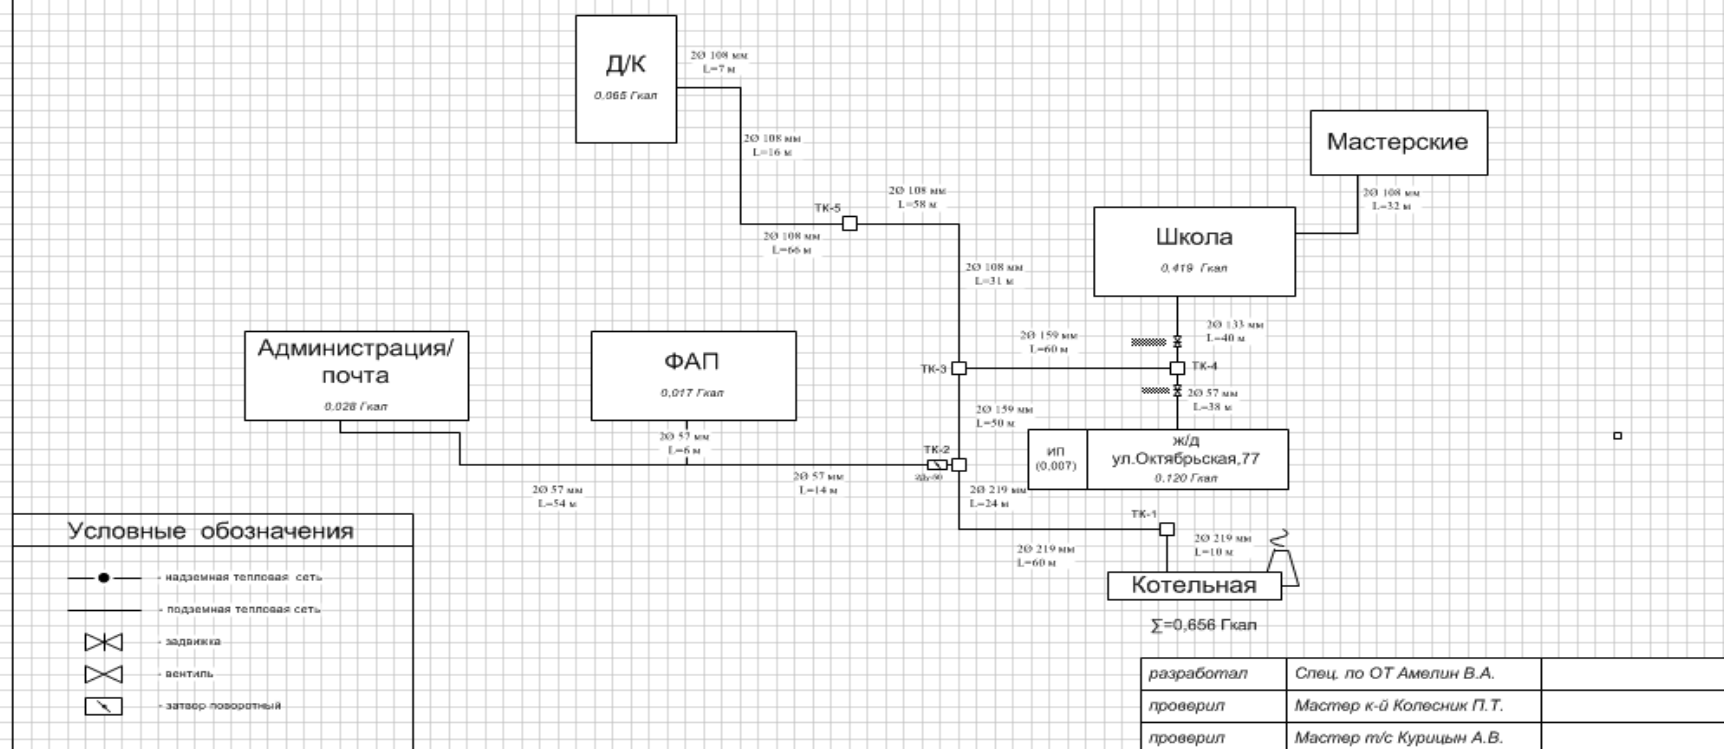 Д/К
0,065 Гкал
2Ø 108 мм
L=7 м
2Ø 108 мм
L=16 м
ТК-5
2Ø 108 мм
L=58 м
2Ø 108 мм
L=66 м
2Ø 108 мм
L=31 м
Мастерские
2Ø 108 мм
L=32 м
Школа
0,419 Гкал
2Ø 133 мм
L=40 м
2Ø 159 мм
L=60 м
ТК-3
ТК-4
2Ø 57 мм
L=38 м
Администрация/
почта
0,028 Гкал
ФАП
0,017 Гкал
2Ø 57 мм
L=6 м
2Ø 159 мм
L=50 м
ТК-2
2Ø 57 мм
L=54 м
2Ø 57 мм
L=14 м
ИП
(0,007)
ж/д
ул.Октябрьская,77
0,120 Гкал
2Ø 219 мм
L=24 м
ТК-1
2Ø 219 мм
L=60 м
2Ø 219 мм
L=10 м
Котельная
∑=0,656 Гкал
Условные обозначения
- надземная тепловая сеть
- подземная тепловая сеть
- задвижка
- вентиль
- затвор поворотный
разработал Спец. по ОТ Амелин В.А.
проверил Мастер к-й Колесник П.Т.
проверил Мастер т/с Курицын А.В.